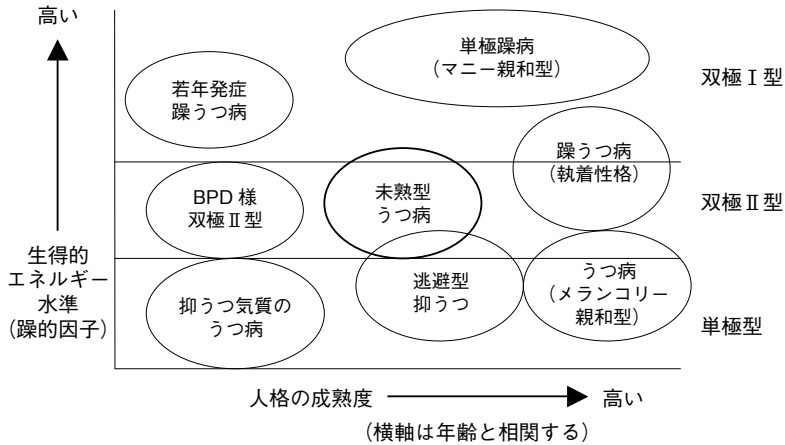 高い
単極躁病
（マニー親和型）
双極Ⅰ型
若年発症
躁うつ病
躁うつ病
（執着性格）
BPD 様
双極Ⅱ型
未熟型
うつ病
双極Ⅱ型
生得的
エネルギー
水準
（躁的因子）
抑うつ気質の
うつ病
逃避型
抑うつ
うつ病
（メランコリー
親和型）
単極型
人格の成熟度
高い
（横軸は年齢と相関する）